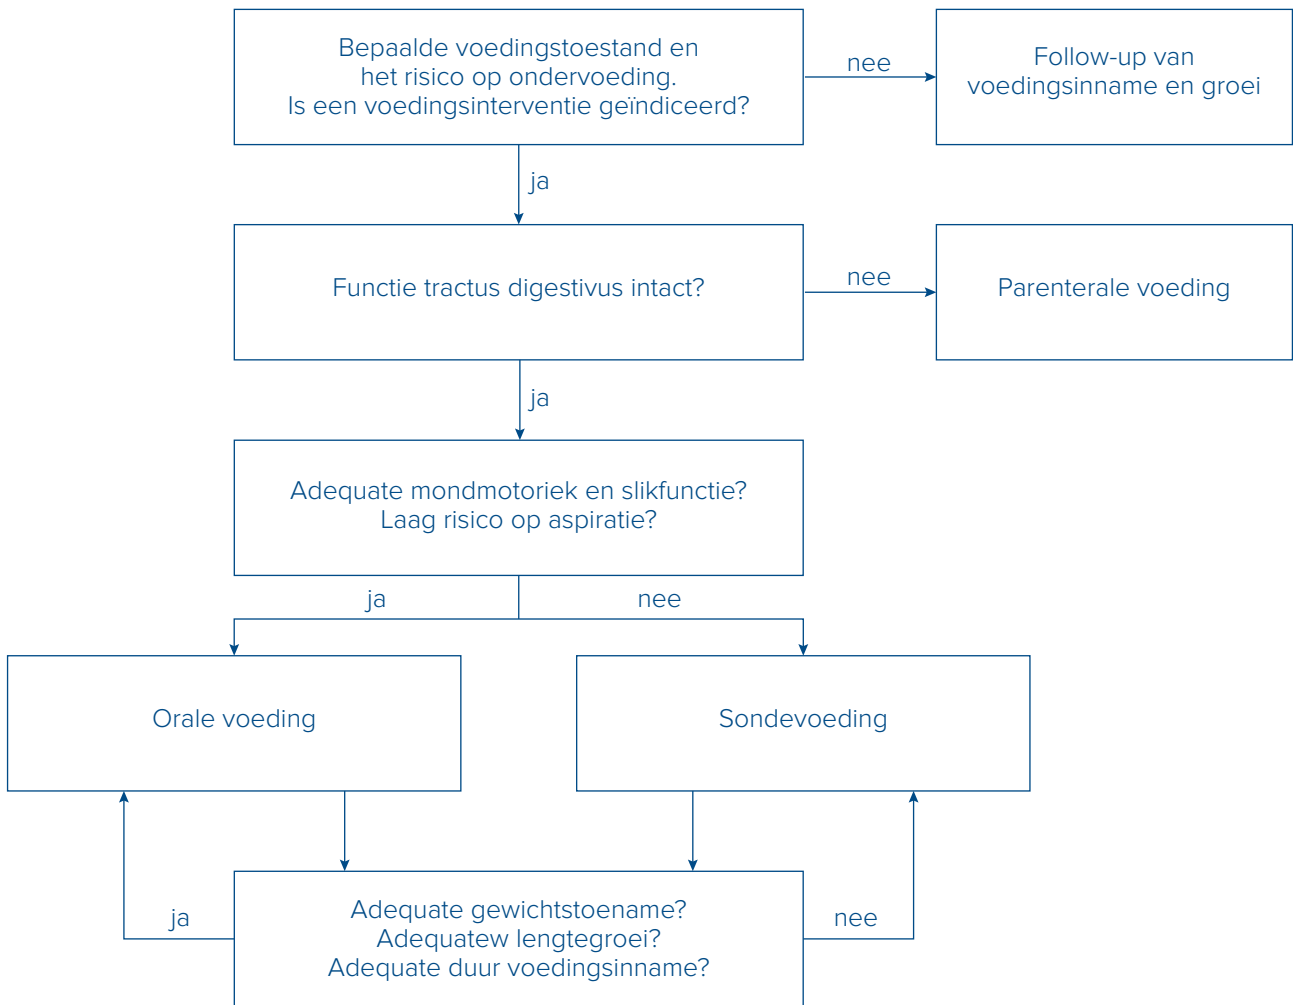 Bepaalde voedingstoestand en
het risico op ondervoeding.
Is een voedingsinterventie geïndiceerd?
nee
Follow-up van
voedingsinname en groei
ja
Functie tractus digestivus intact?
nee
Parenterale voeding
ja
Adequate mondmotoriek en slikfunctie?
Laag risico op aspiratie?
ja
nee
Orale voeding
Sondevoeding
ja
Adequate gewichtstoename?
Adequatew lengtegroei?
Adequate duur voedingsinname?
nee